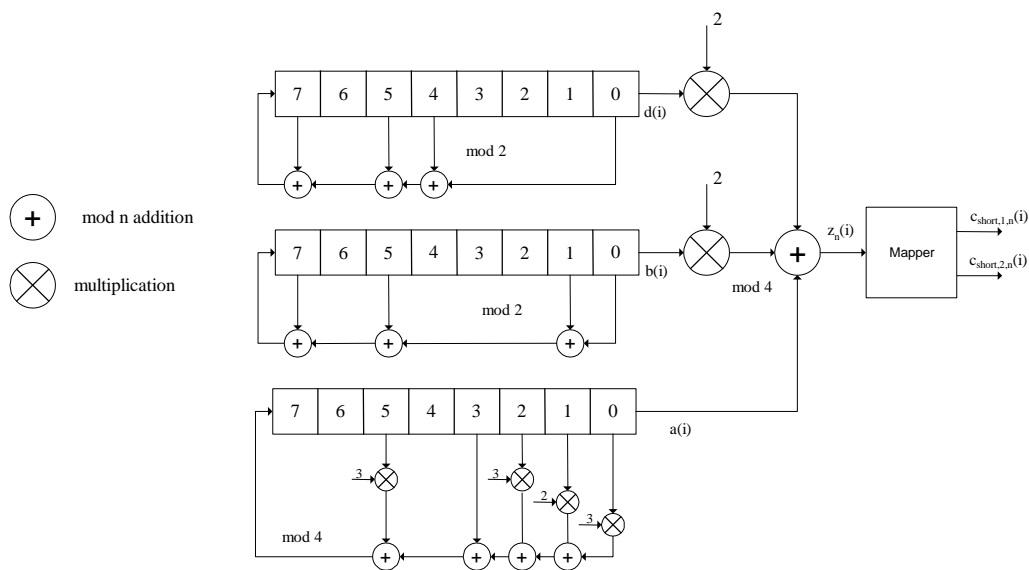 2
7 6 5 4 3 2 1 0
d(i)
mod 2
+ mod n addition
2
7 6 5 4 3 2 1 0
b(i)
mod 2
multiplication
+
mod 4
z_n(i)
Mapper
c_short,1,n(i)
c_short,2,n(i)
7 6 5 4 3 2 1 0
a(i)
3
3
2
3
mod 4